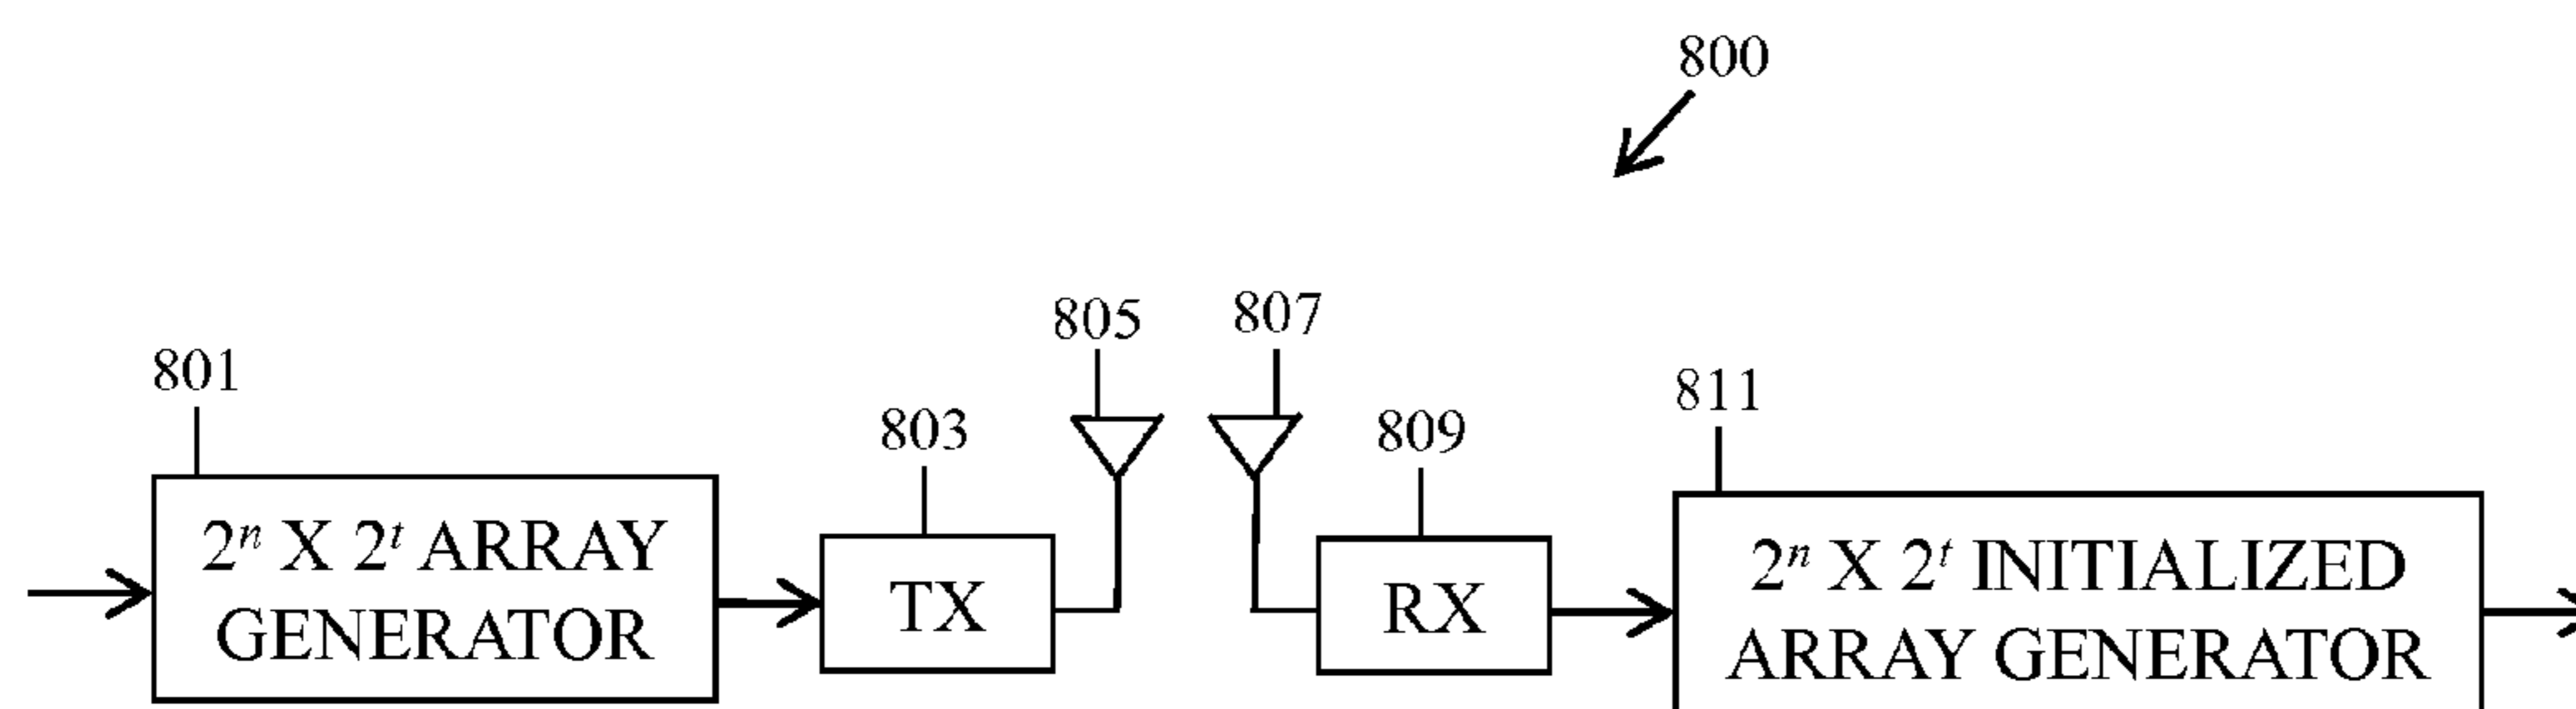 800
805
807
801
811
803
809
2ⁿ X 2ᵗ ARRAY
GENERATOR
TX
RX
2ⁿ X 2ᵗ INITIALIZED
ARRAY GENERATOR